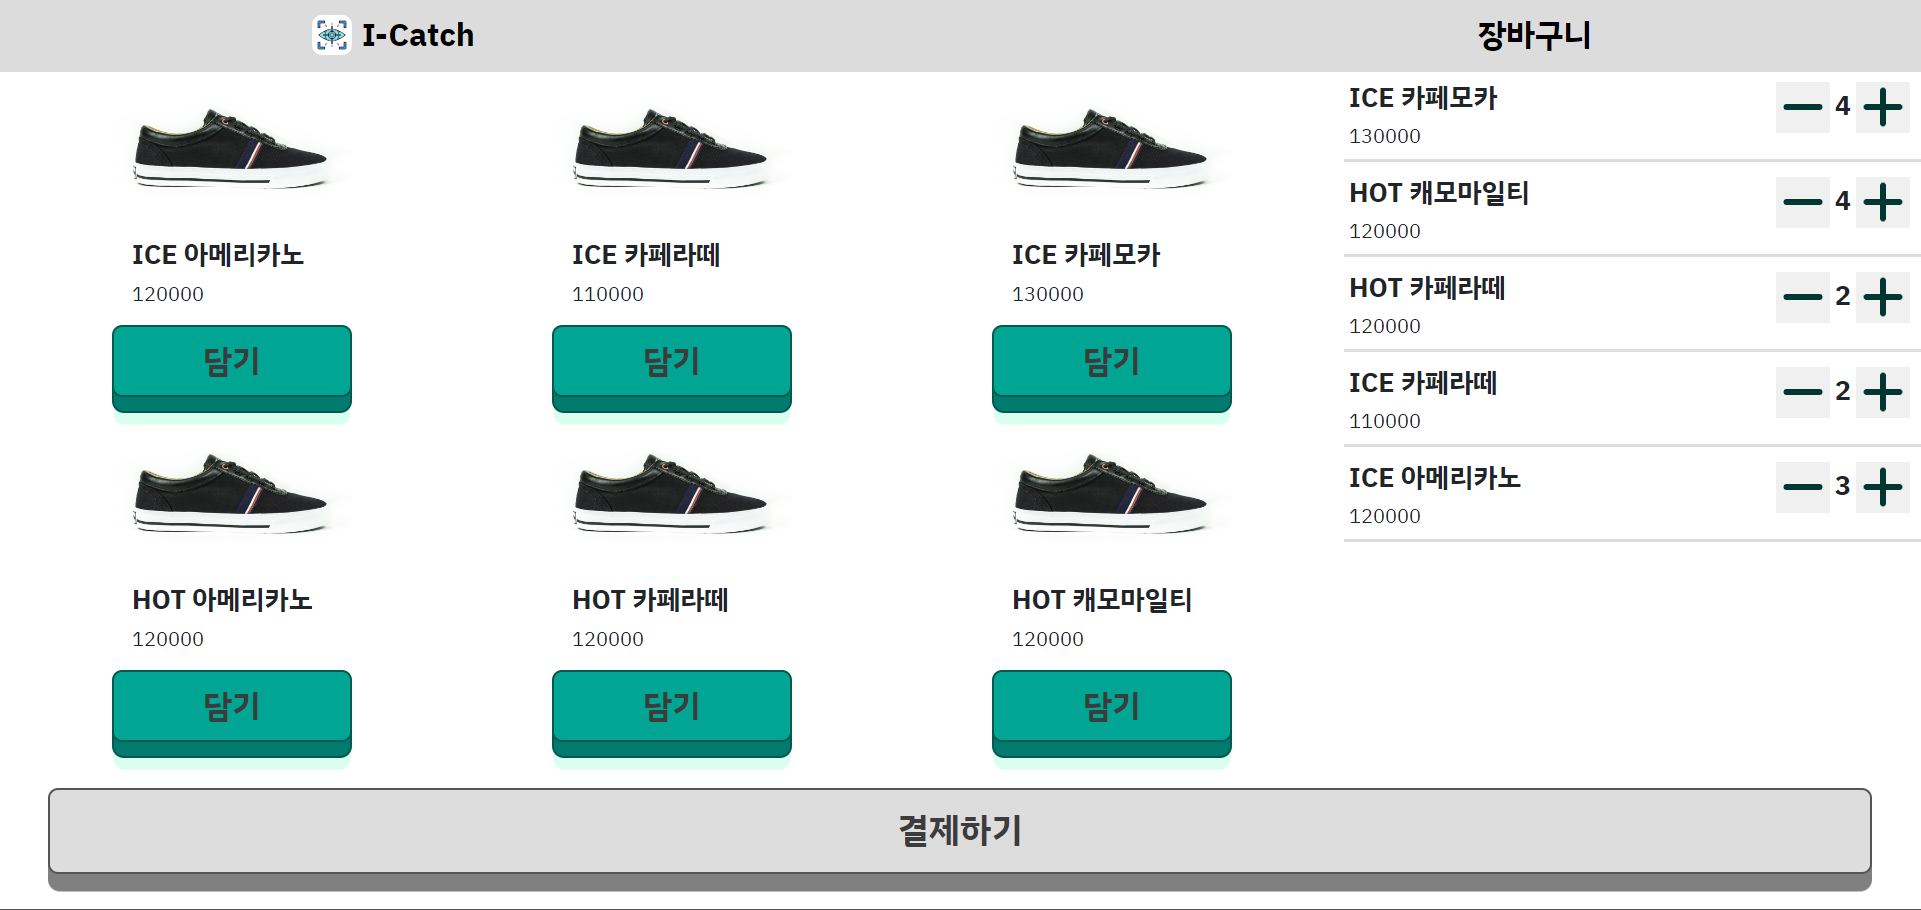 I-Catch
장바구니
ICE 아메리카노
120000
담기
ICE 카페라떼
110000
담기
ICE 카페모카
130000
담기
HOT 아메리카노
120000
담기
HOT 카페라떼
120000
담기
HOT 캐모마일티
120000
담기
ICE 카페모카
130000
4
HOT 캐모마일티
120000
4
HOT 카페라떼
120000
2
ICE 카페라떼
110000
2
ICE 아메리카노
120000
3
결제하기